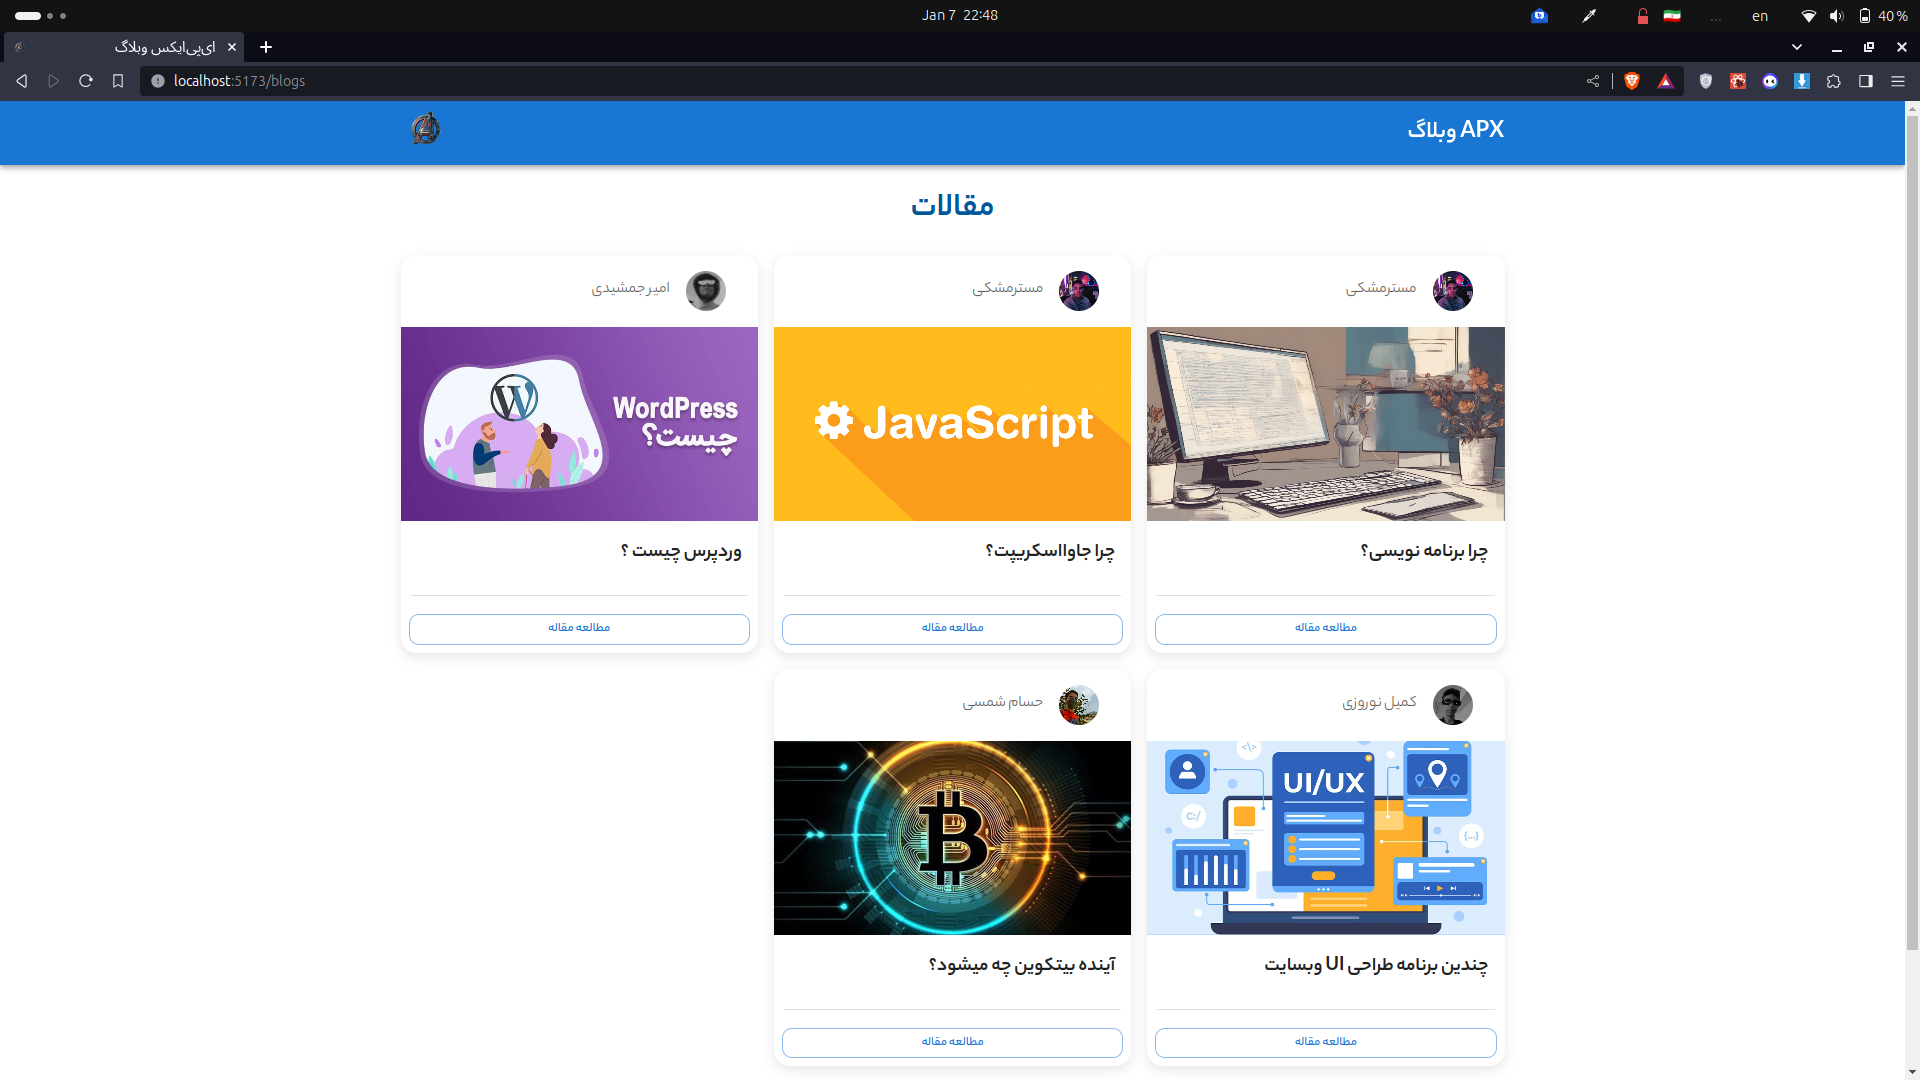 Jan 7 22:48
...
en
40 %
ای‌پی‌ایکس وبلاگ
localhost:5173/blogs
APX وبلاگ
مقالات
مسترمشکی
مسترمشکی
امیر جمشیدی
JavaScript
WordPress
چیست؟
چرا برنامه نویسی؟
چرا جاوااسکریپت؟
وردپرس چیست ؟
مطالعه مقاله
مطالعه مقاله
مطالعه مقاله
کمیل نوروزی
حسام شمسی
</>
UI/UX
C:/
{...}
B
چندین برنامه طراحی UI وبسایت
آینده بیتکوین چه میشود؟
مطالعه مقاله
مطالعه مقاله